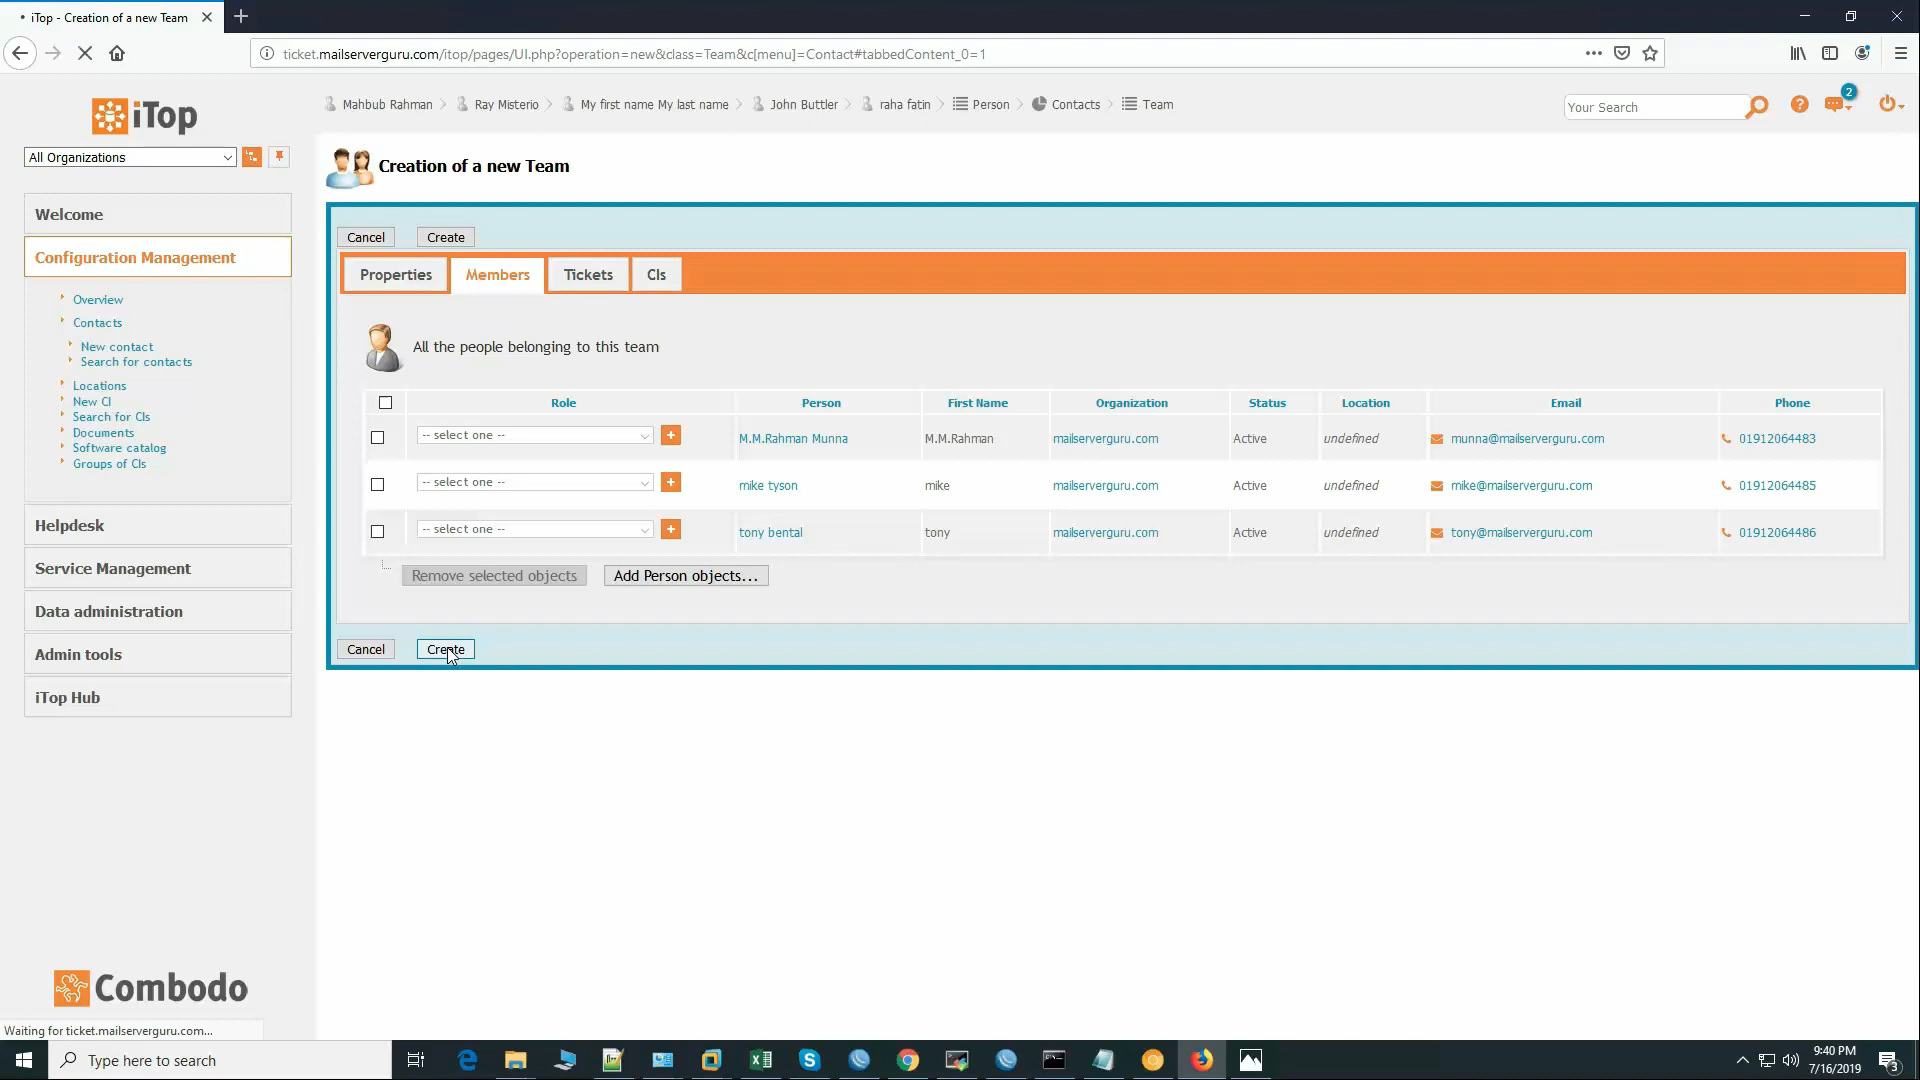 iTop - Creation of a new Team
ticket.mailserverguru.com/itop/pages/UI.php?operation=new&class=Team&c[menu]=Contact#tabbedContent_0=1
iTop
Mahbub Rahman
Ray Misterio
My first name My last name
John Buttler
raha fatin
Person
Contacts
Team
Your Search
2
All Organizations
Creation of a new Team
Welcome
Configuration Management
Overview
Contacts
New contact
Search for contacts
Locations
New CI
Search for CIs
Documents
Software catalog
Groups of CIs
Helpdesk
Service Management
Data administration
Admin tools
iTop Hub
Cancel
Create
Properties
Members
Tickets
CIs
All the people belonging to this team
Role Person First Name Organization Status Location Email Phone
-- select one -- + M.M.Rahman Munna M.M.Rahman mailserverguru.com Active undefined munna@mailserverguru.com 01912064483
-- select one -- + mike tyson mike mailserverguru.com Active undefined mike@mailserverguru.com 01912064485
-- select one -- + tony bental tony mailserverguru.com Active undefined tony@mailserverguru.com 01912064486
Remove selected objects
Add Person objects...
Cancel
Create
Combodo
Waiting for ticket.mailserverguru.com...
Type here to search
9:40 PM
7/16/2019
3